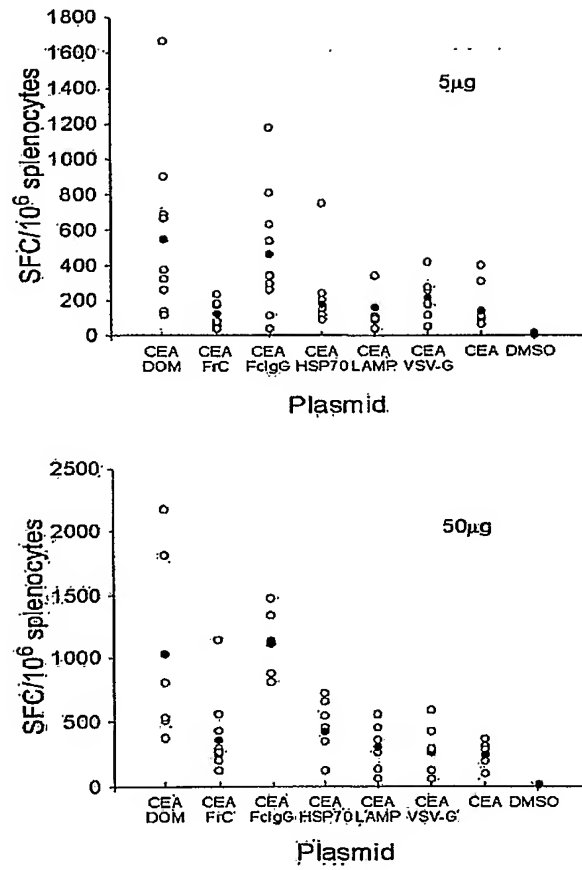 1800
1600
1400
1200
1000
800
600
400
200
0
SFC/10⁶ splenocytes
5µg
CEA CEA CEA CEA CEA CEA CEA DMSO
DOM FrC FcIgG HSP70 LAMP VSV-G
Plasmid
2500
2000
1500
1000
500
0
SFC/10⁶ splenocytes
50µg
CEA CEA CEA CEA CEA CEA CEA DMSO
DOM FrC FcIgG HSP70 LAMP VSV-G
Plasmid